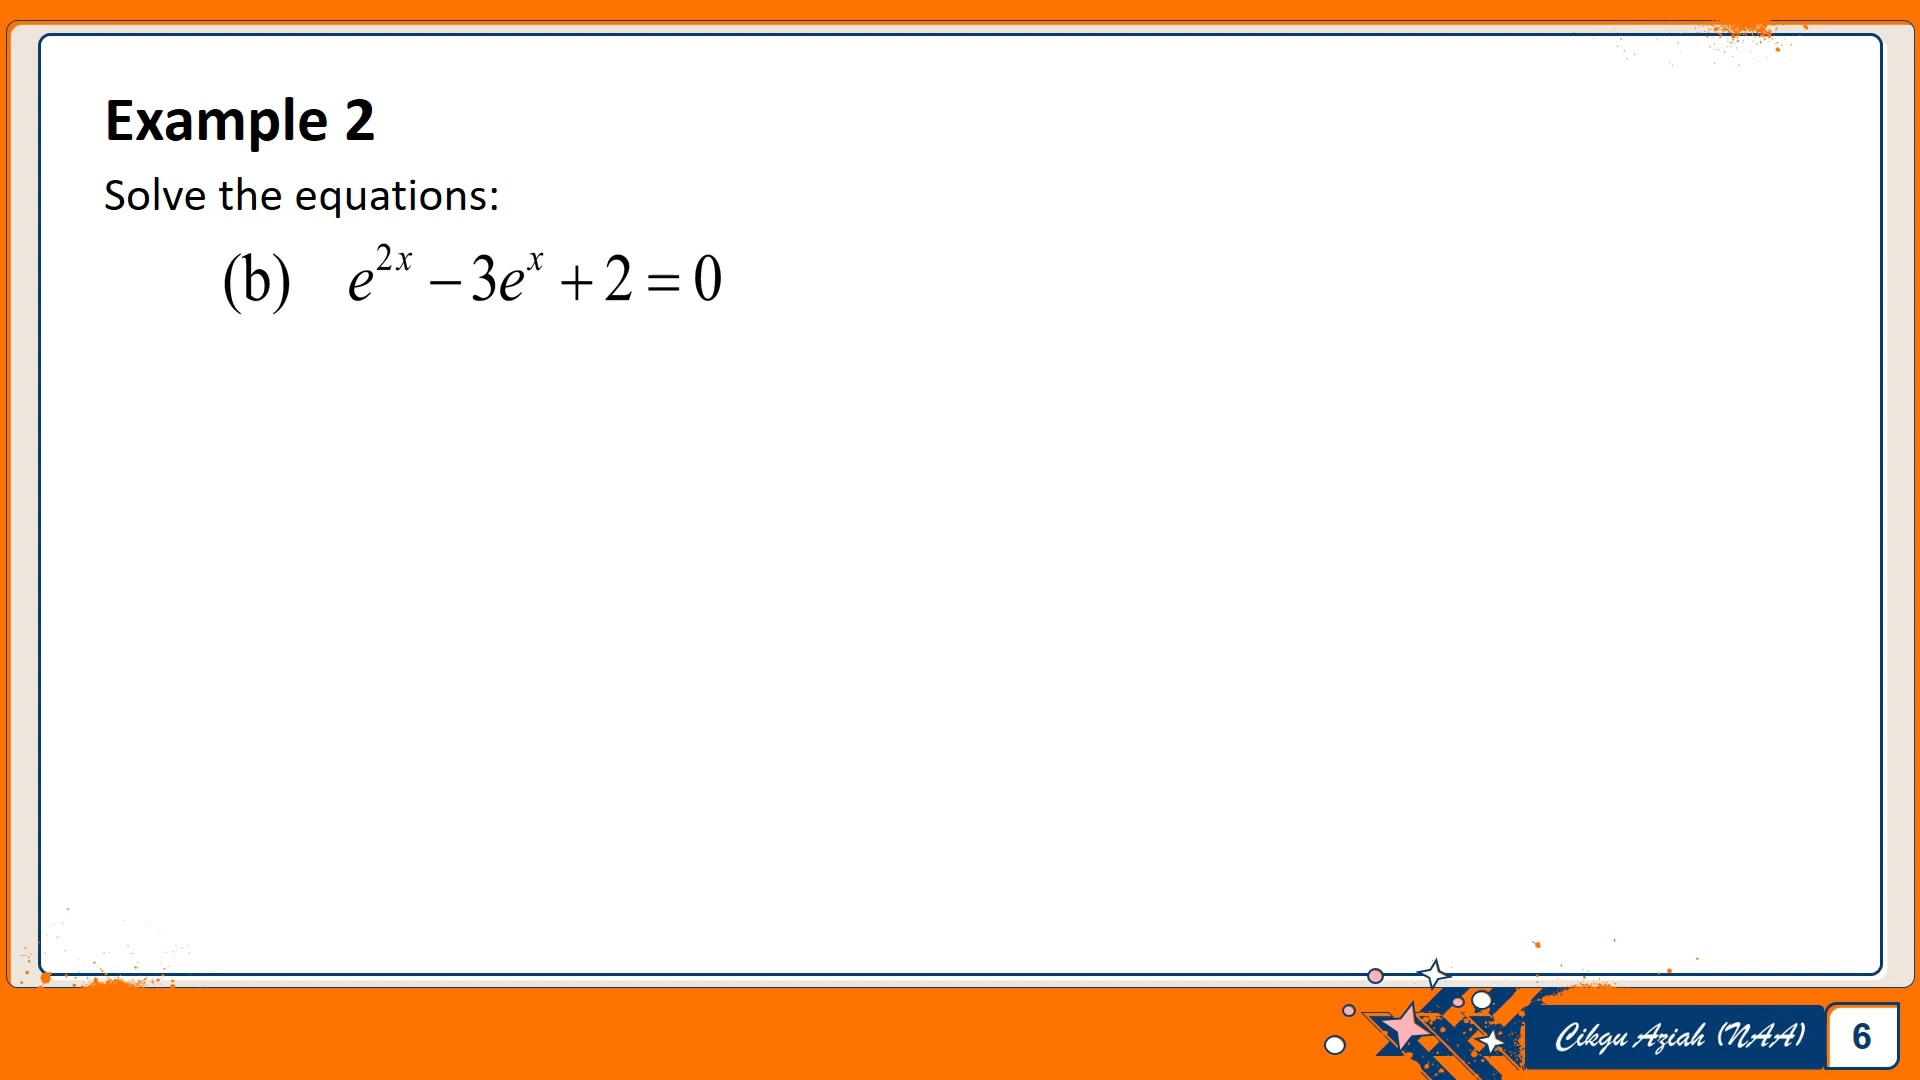 Example 2
Solve the equations:
(b) e^{2x} − 3e^{x} + 2 = 0
Cikgu Aziah (NAA)
6